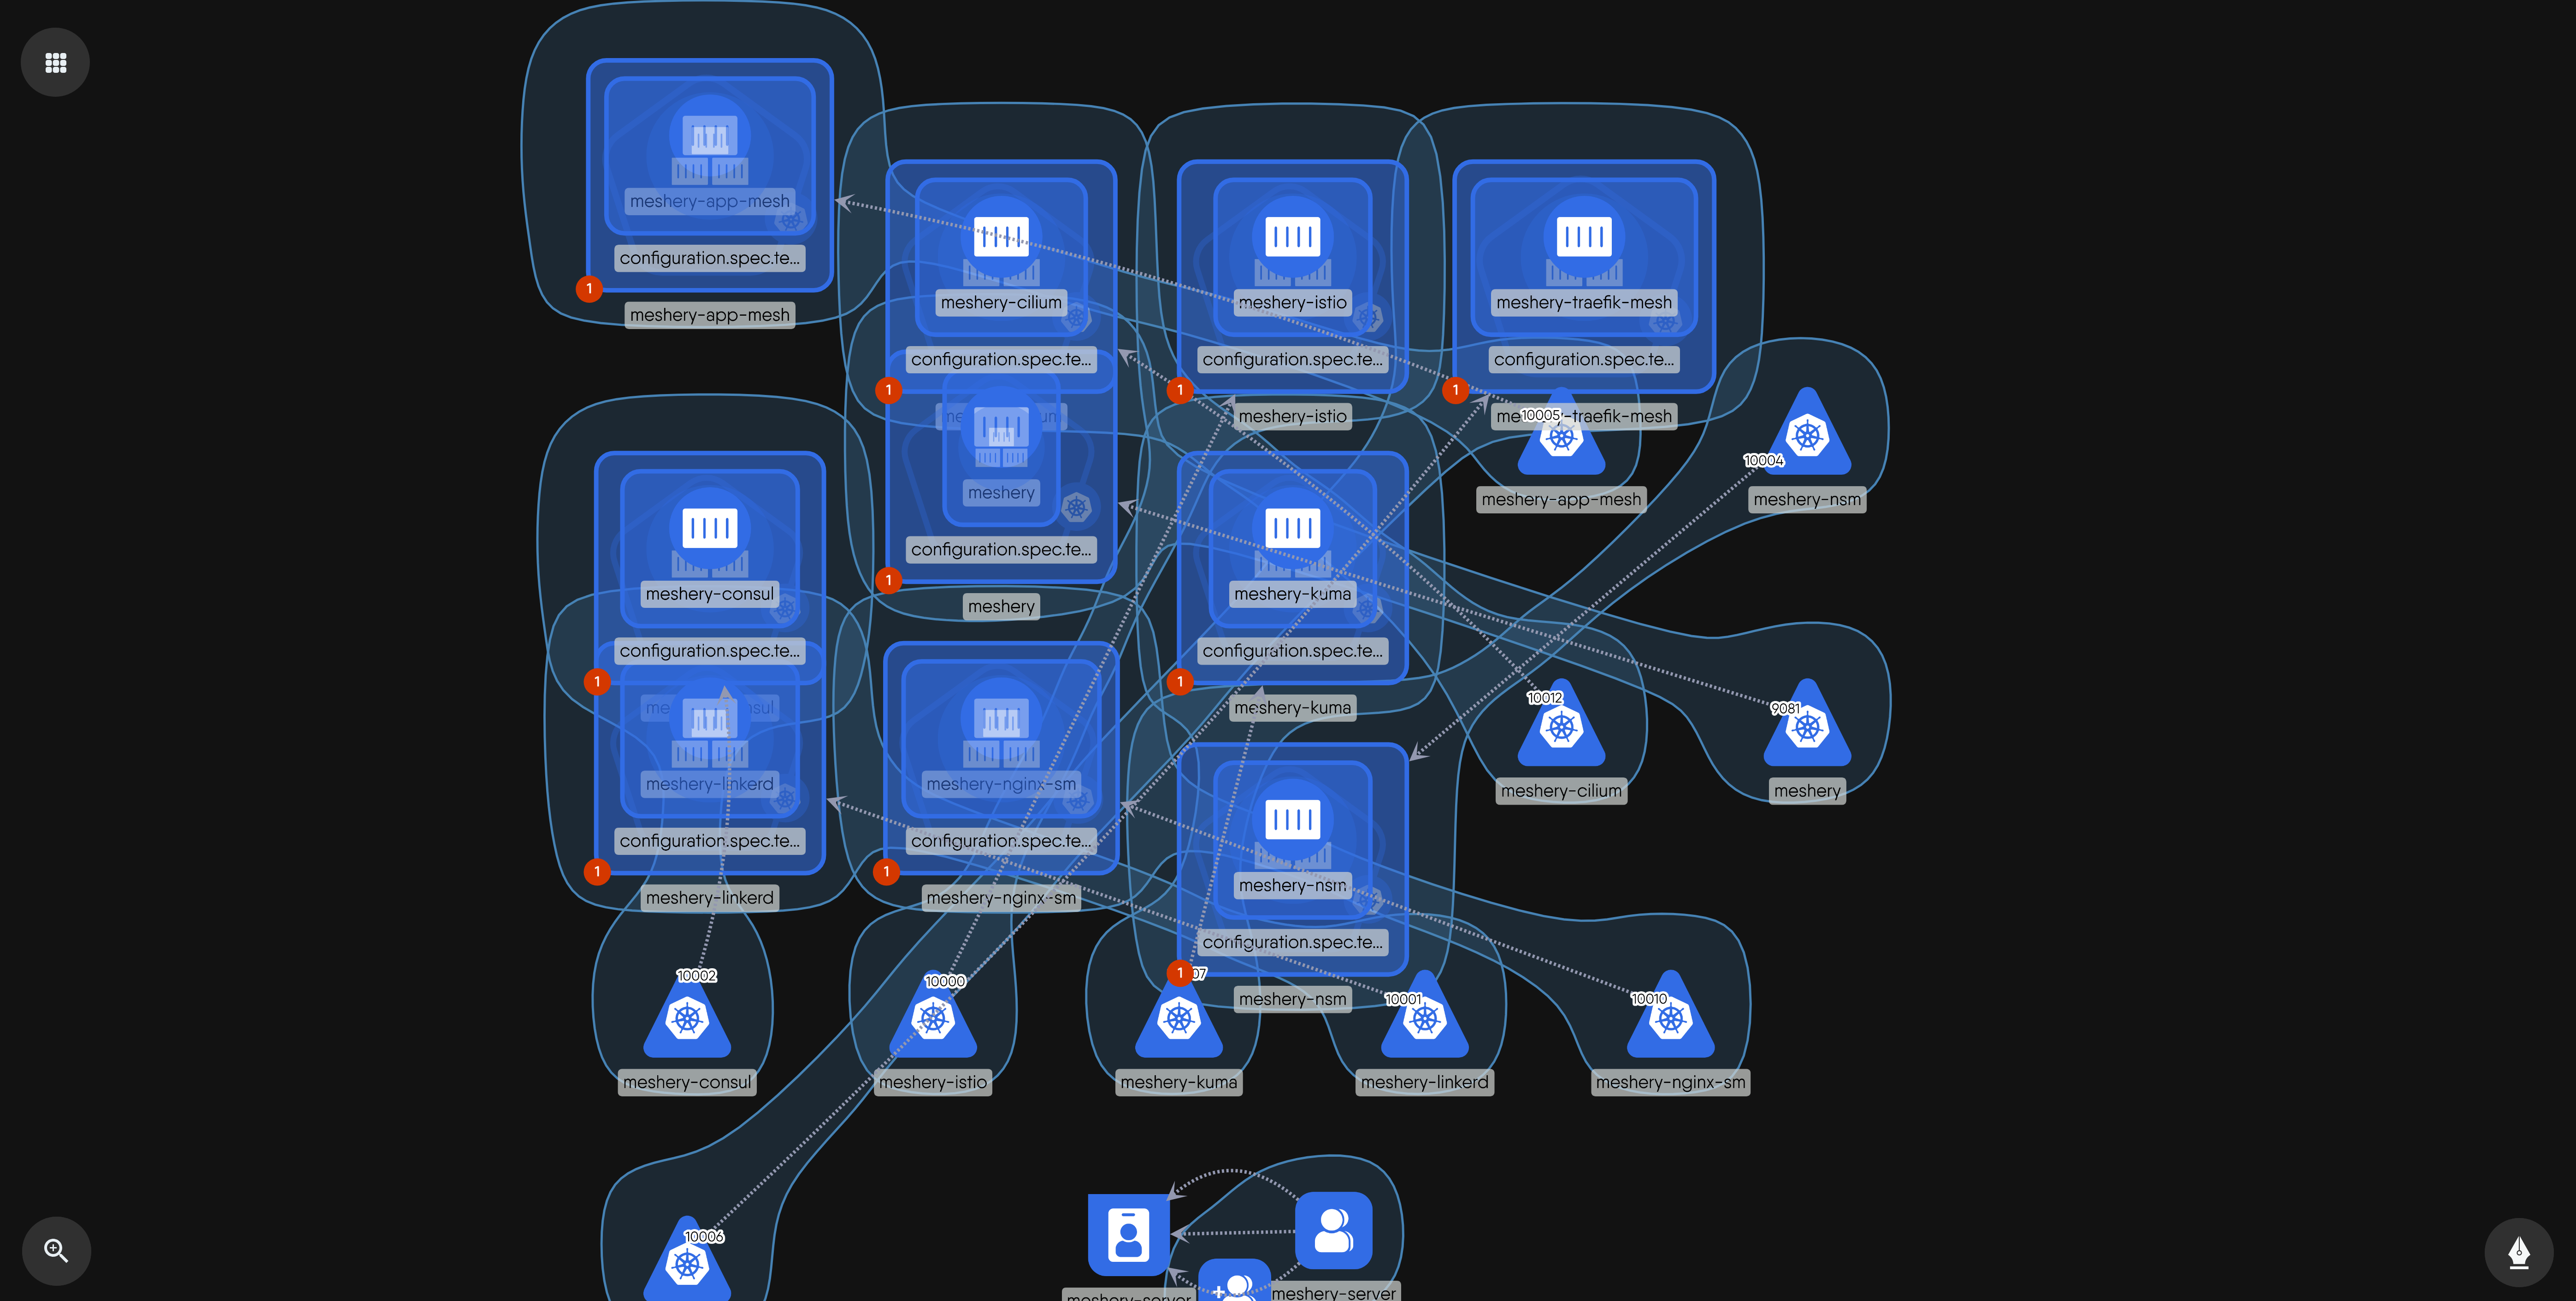 meshery-app-mesh
configuration.spec.te...
1
meshery-app-mesh
meshery-cilium
configuration.spec.te...
1
meshery-istio
configuration.spec.te...
1
meshery-istio
meshery-traefik-mesh
configuration.spec.te...
1
10005
-traefik-mesh
meshery-app-mesh
10004
meshery-nsm
meshery
configuration.spec.te...
1
meshery
meshery-consul
configuration.spec.te...
1
meshery-kuma
configuration.spec.te...
1
meshery-kuma
10012
meshery-cilium
9081
meshery
meshery-linkerd
configuration.spec.te...
1
meshery-linkerd
meshery-nginx-sm
configuration.spec.te...
1
meshery-nginx-sm
meshery-nsm
configuration.spec.te...
1
07
meshery-nsm
10002
meshery-consul
10000
meshery-istio
meshery-kuma
10001
meshery-linkerd
10010
meshery-nginx-sm
10006
meshery-server
meshery-server